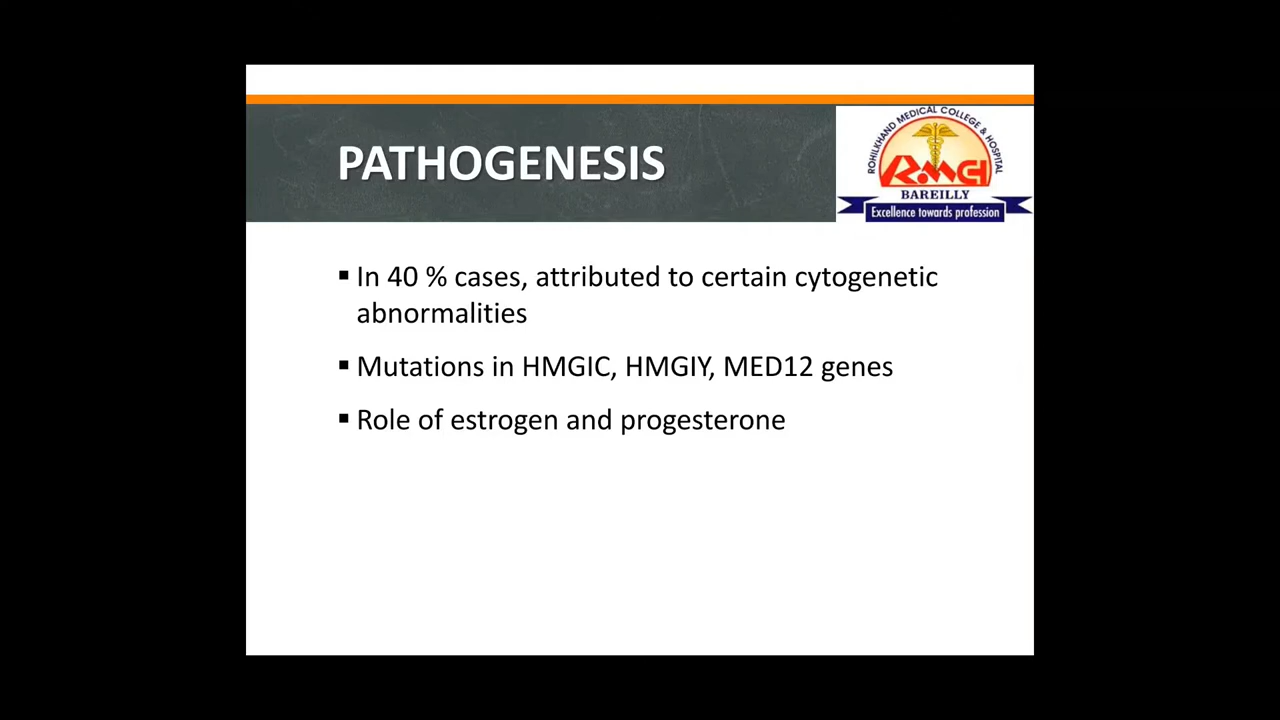 PATHOGENESIS
ROHILKHAND MEDICAL COLLEGE & HOSPITAL
RMCH
BAREILLY
Excellence towards profession
▪ In 40 % cases, attributed to certain cytogenetic
abnormalities
▪ Mutations in HMGIC, HMGIY, MED12 genes
▪ Role of estrogen and progesterone